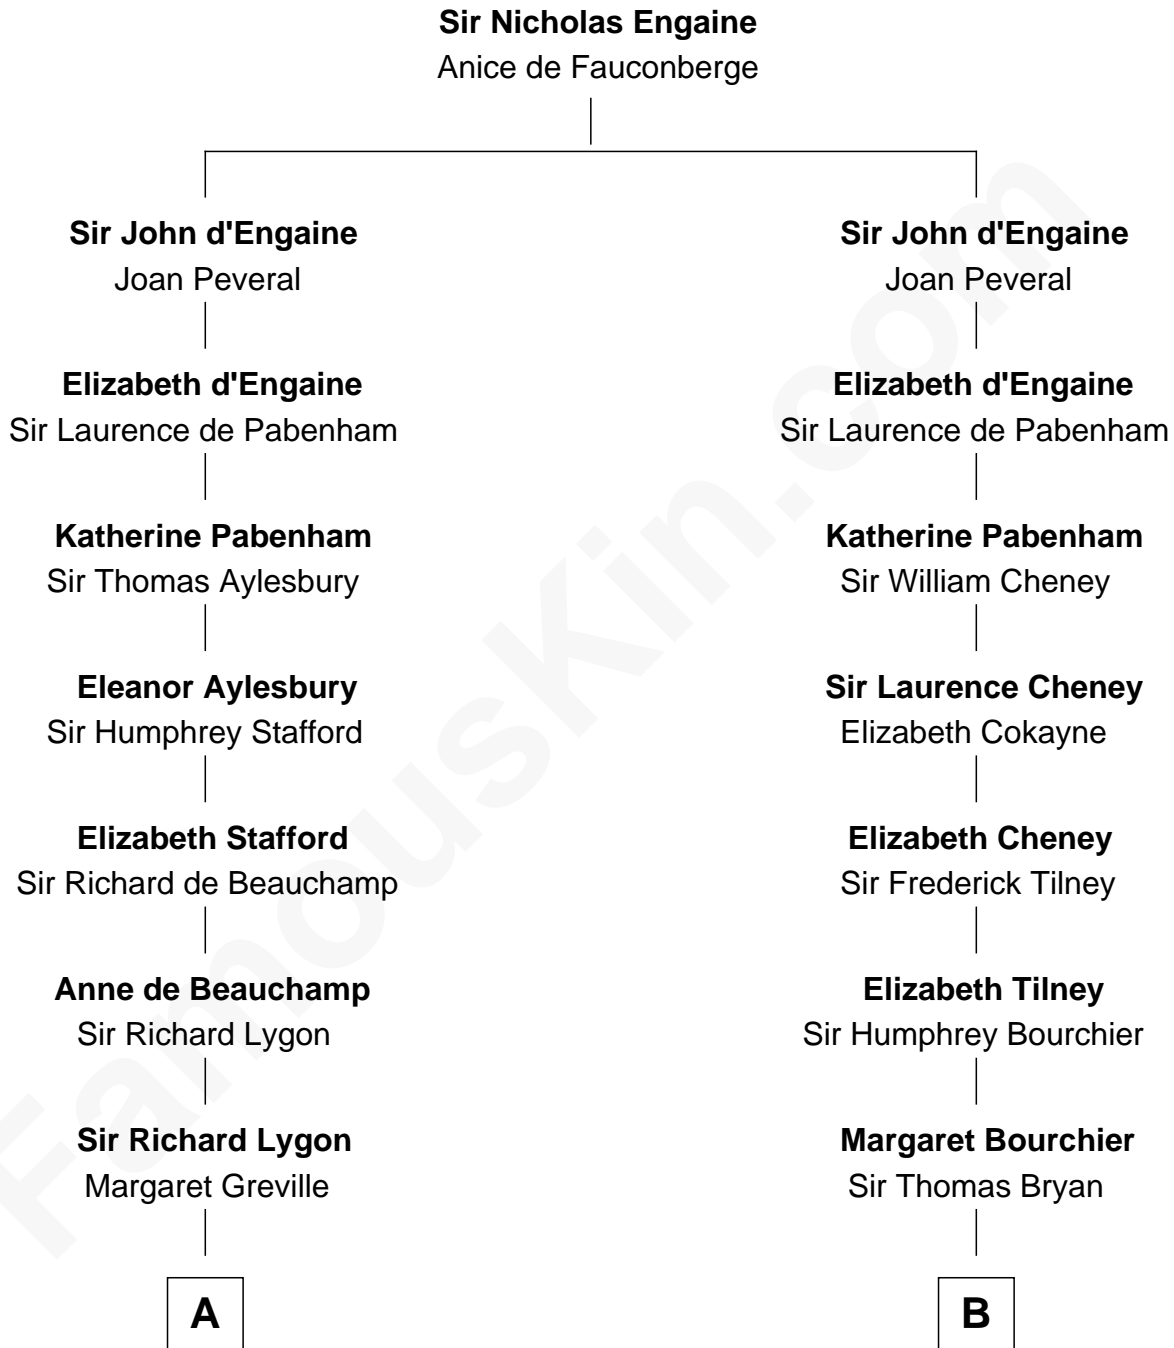 Sir Nicholas Engaine
Anice de Fauconberge
Sir John d'Engaine
Joan Peveral
Elizabeth d'Engaine
Sir Laurence de Pabenham
Katherine Pabenham
Sir Thomas Aylesbury
Eleanor Aylesbury
Sir Humphrey Stafford
Elizabeth Stafford
Sir Richard de Beauchamp
Anne de Beauchamp
Sir Richard Lygon
Sir Richard Lygon
Margaret Greville
A
Sir John d'Engaine
Joan Peveral
Elizabeth d'Engaine
Sir Laurence de Pabenham
Katherine Pabenham
Sir William Cheney
Sir Laurence Cheney
Elizabeth Cokayne
Elizabeth Cheney
Sir Frederick Tilney
Elizabeth Tilney
Sir Humphrey Bourchier
Margaret Bourchier
Sir Thomas Bryan
B
FamousKin.com